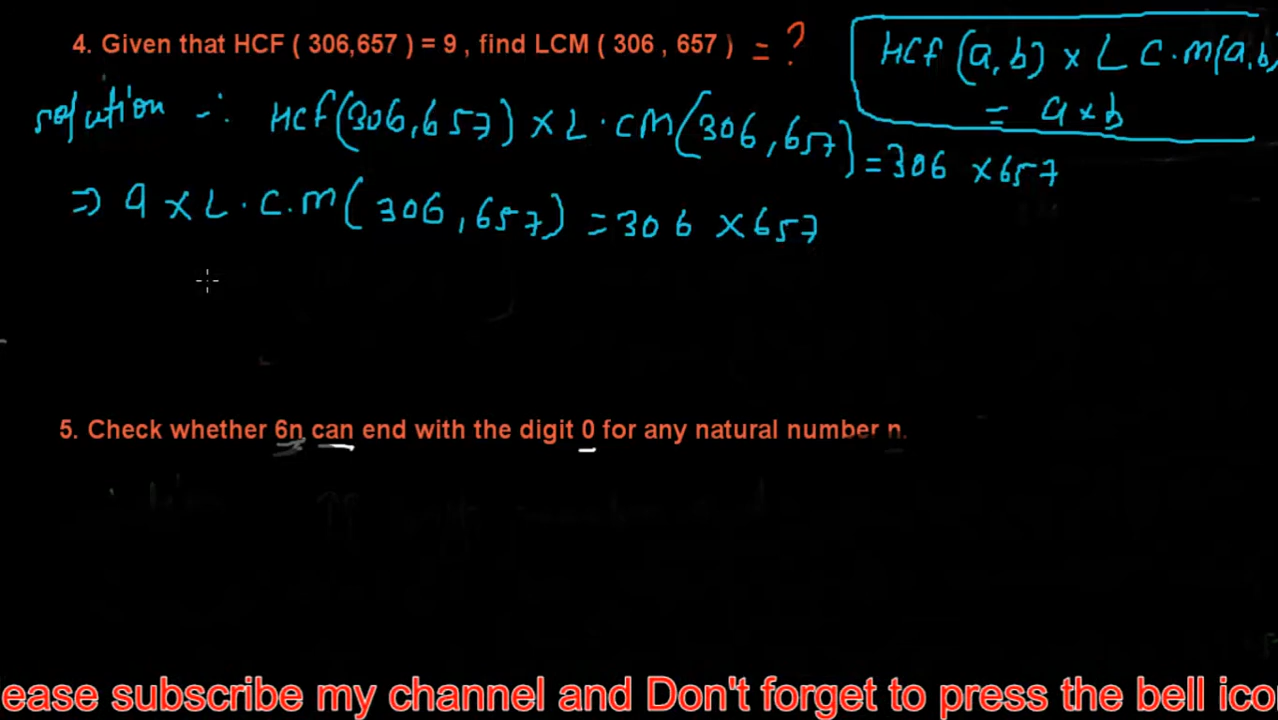 4. Given that HCF ( 306,657 ) = 9 , find LCM ( 306 , 657 ) = ?
HCf (a, b) × L C.M(a,b)
= a × b
solution -: HCf(306,657) × L.CM(306,657) = 306 × 657
⇒ 9 × L.C.M(306,657) = 306 × 657
5. Check whether 6n can end with the digit 0 for any natural number n.
ease subscribe my channel and Don't forget to press the bell ico